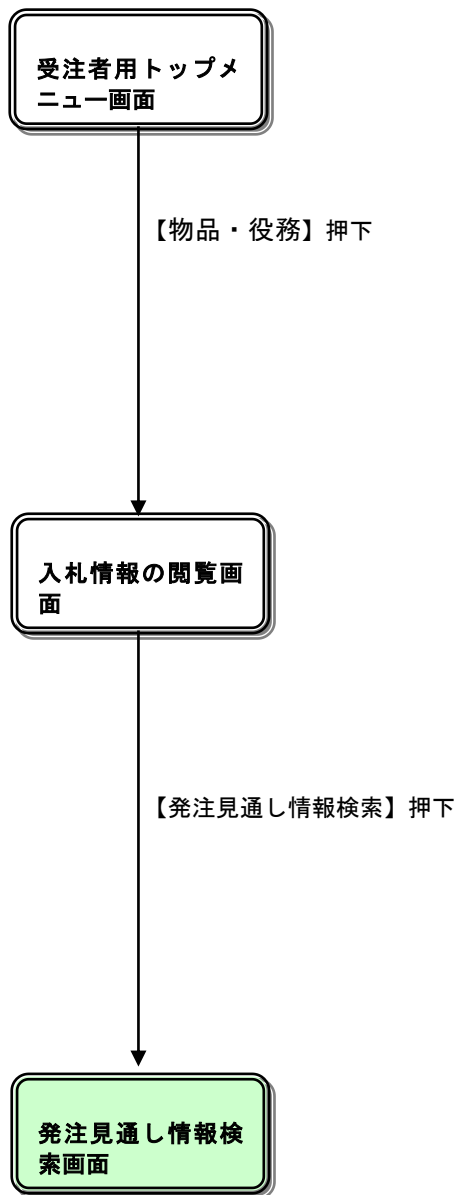 受注者用トップメ
ニュー画面
【物品・役務】押下
入札情報の閲覧画
面
【発注見通し情報検索】押下
発注見通し情報検
索画面